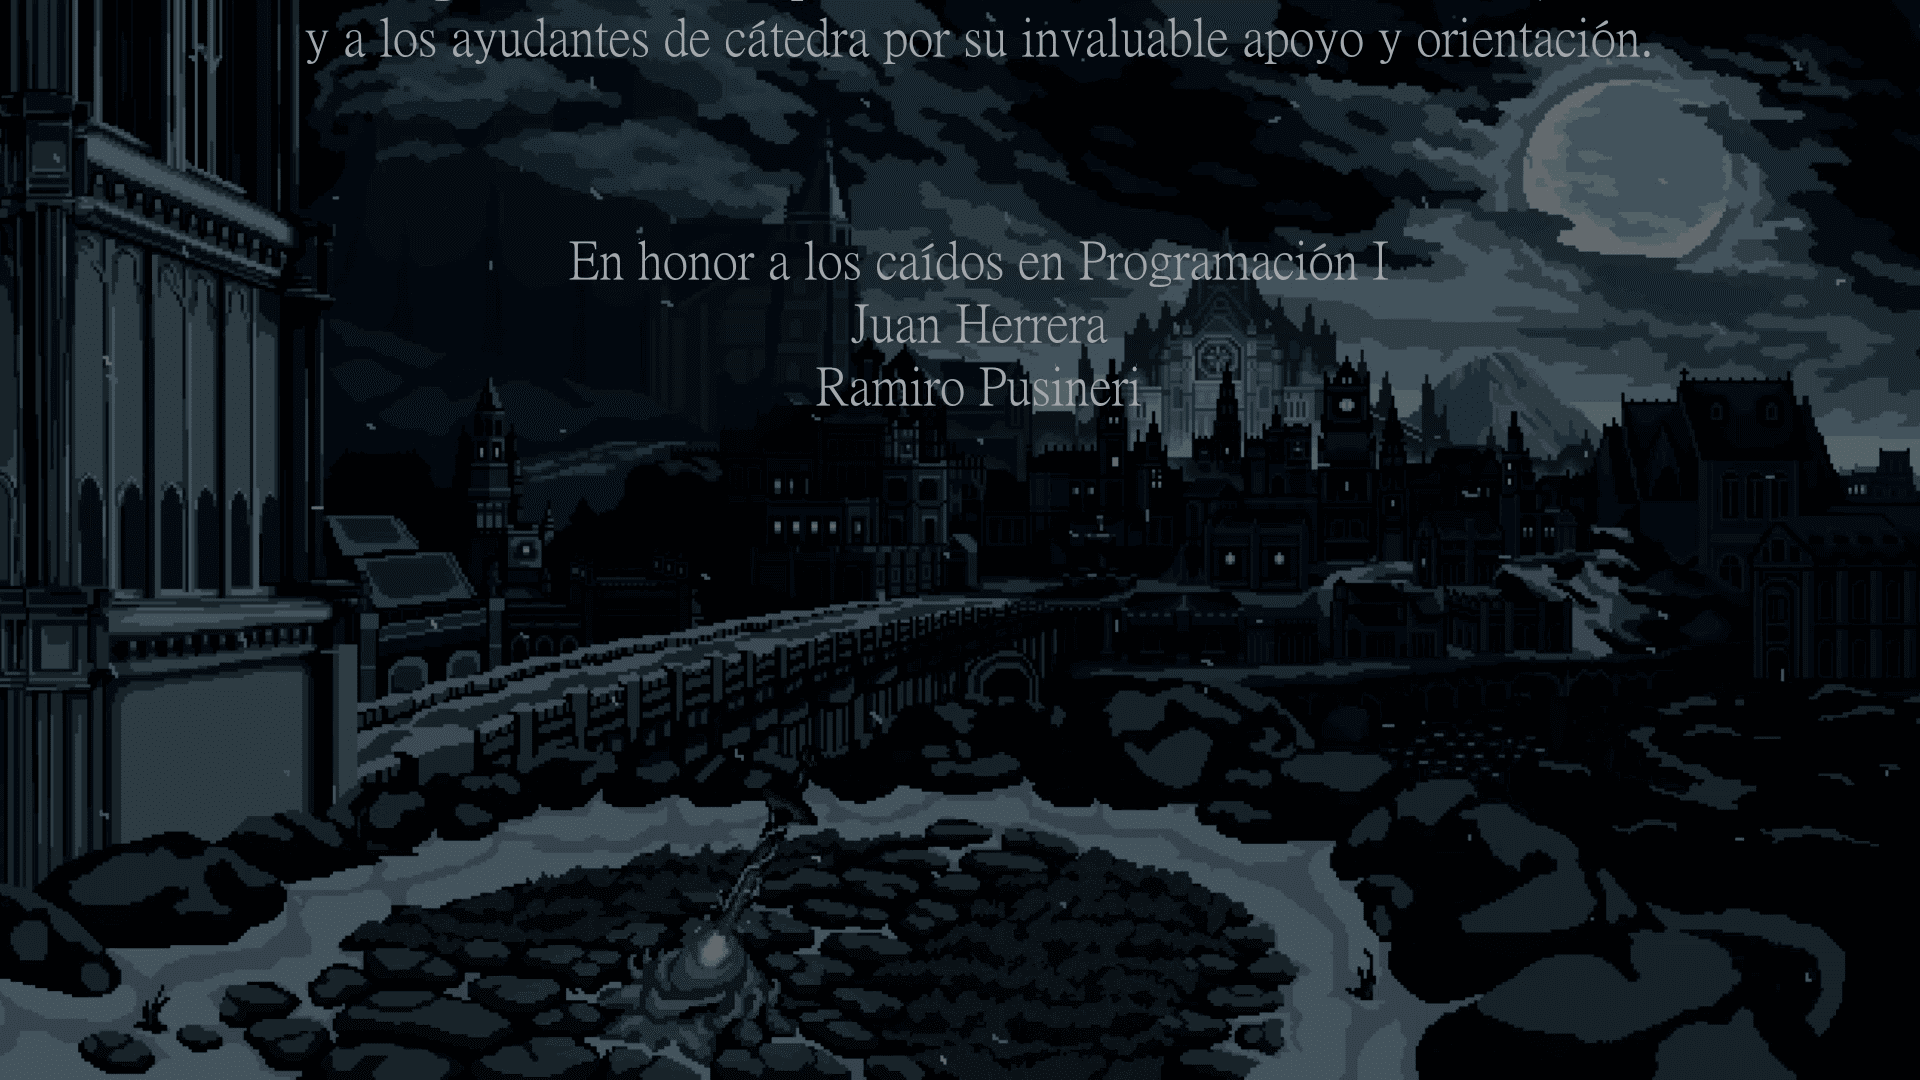 y a los ayudantes de cátedra por su invaluable apoyo y orientación.
En honor a los caídos en Programación I
Juan Herrera
Ramiro Pusineri